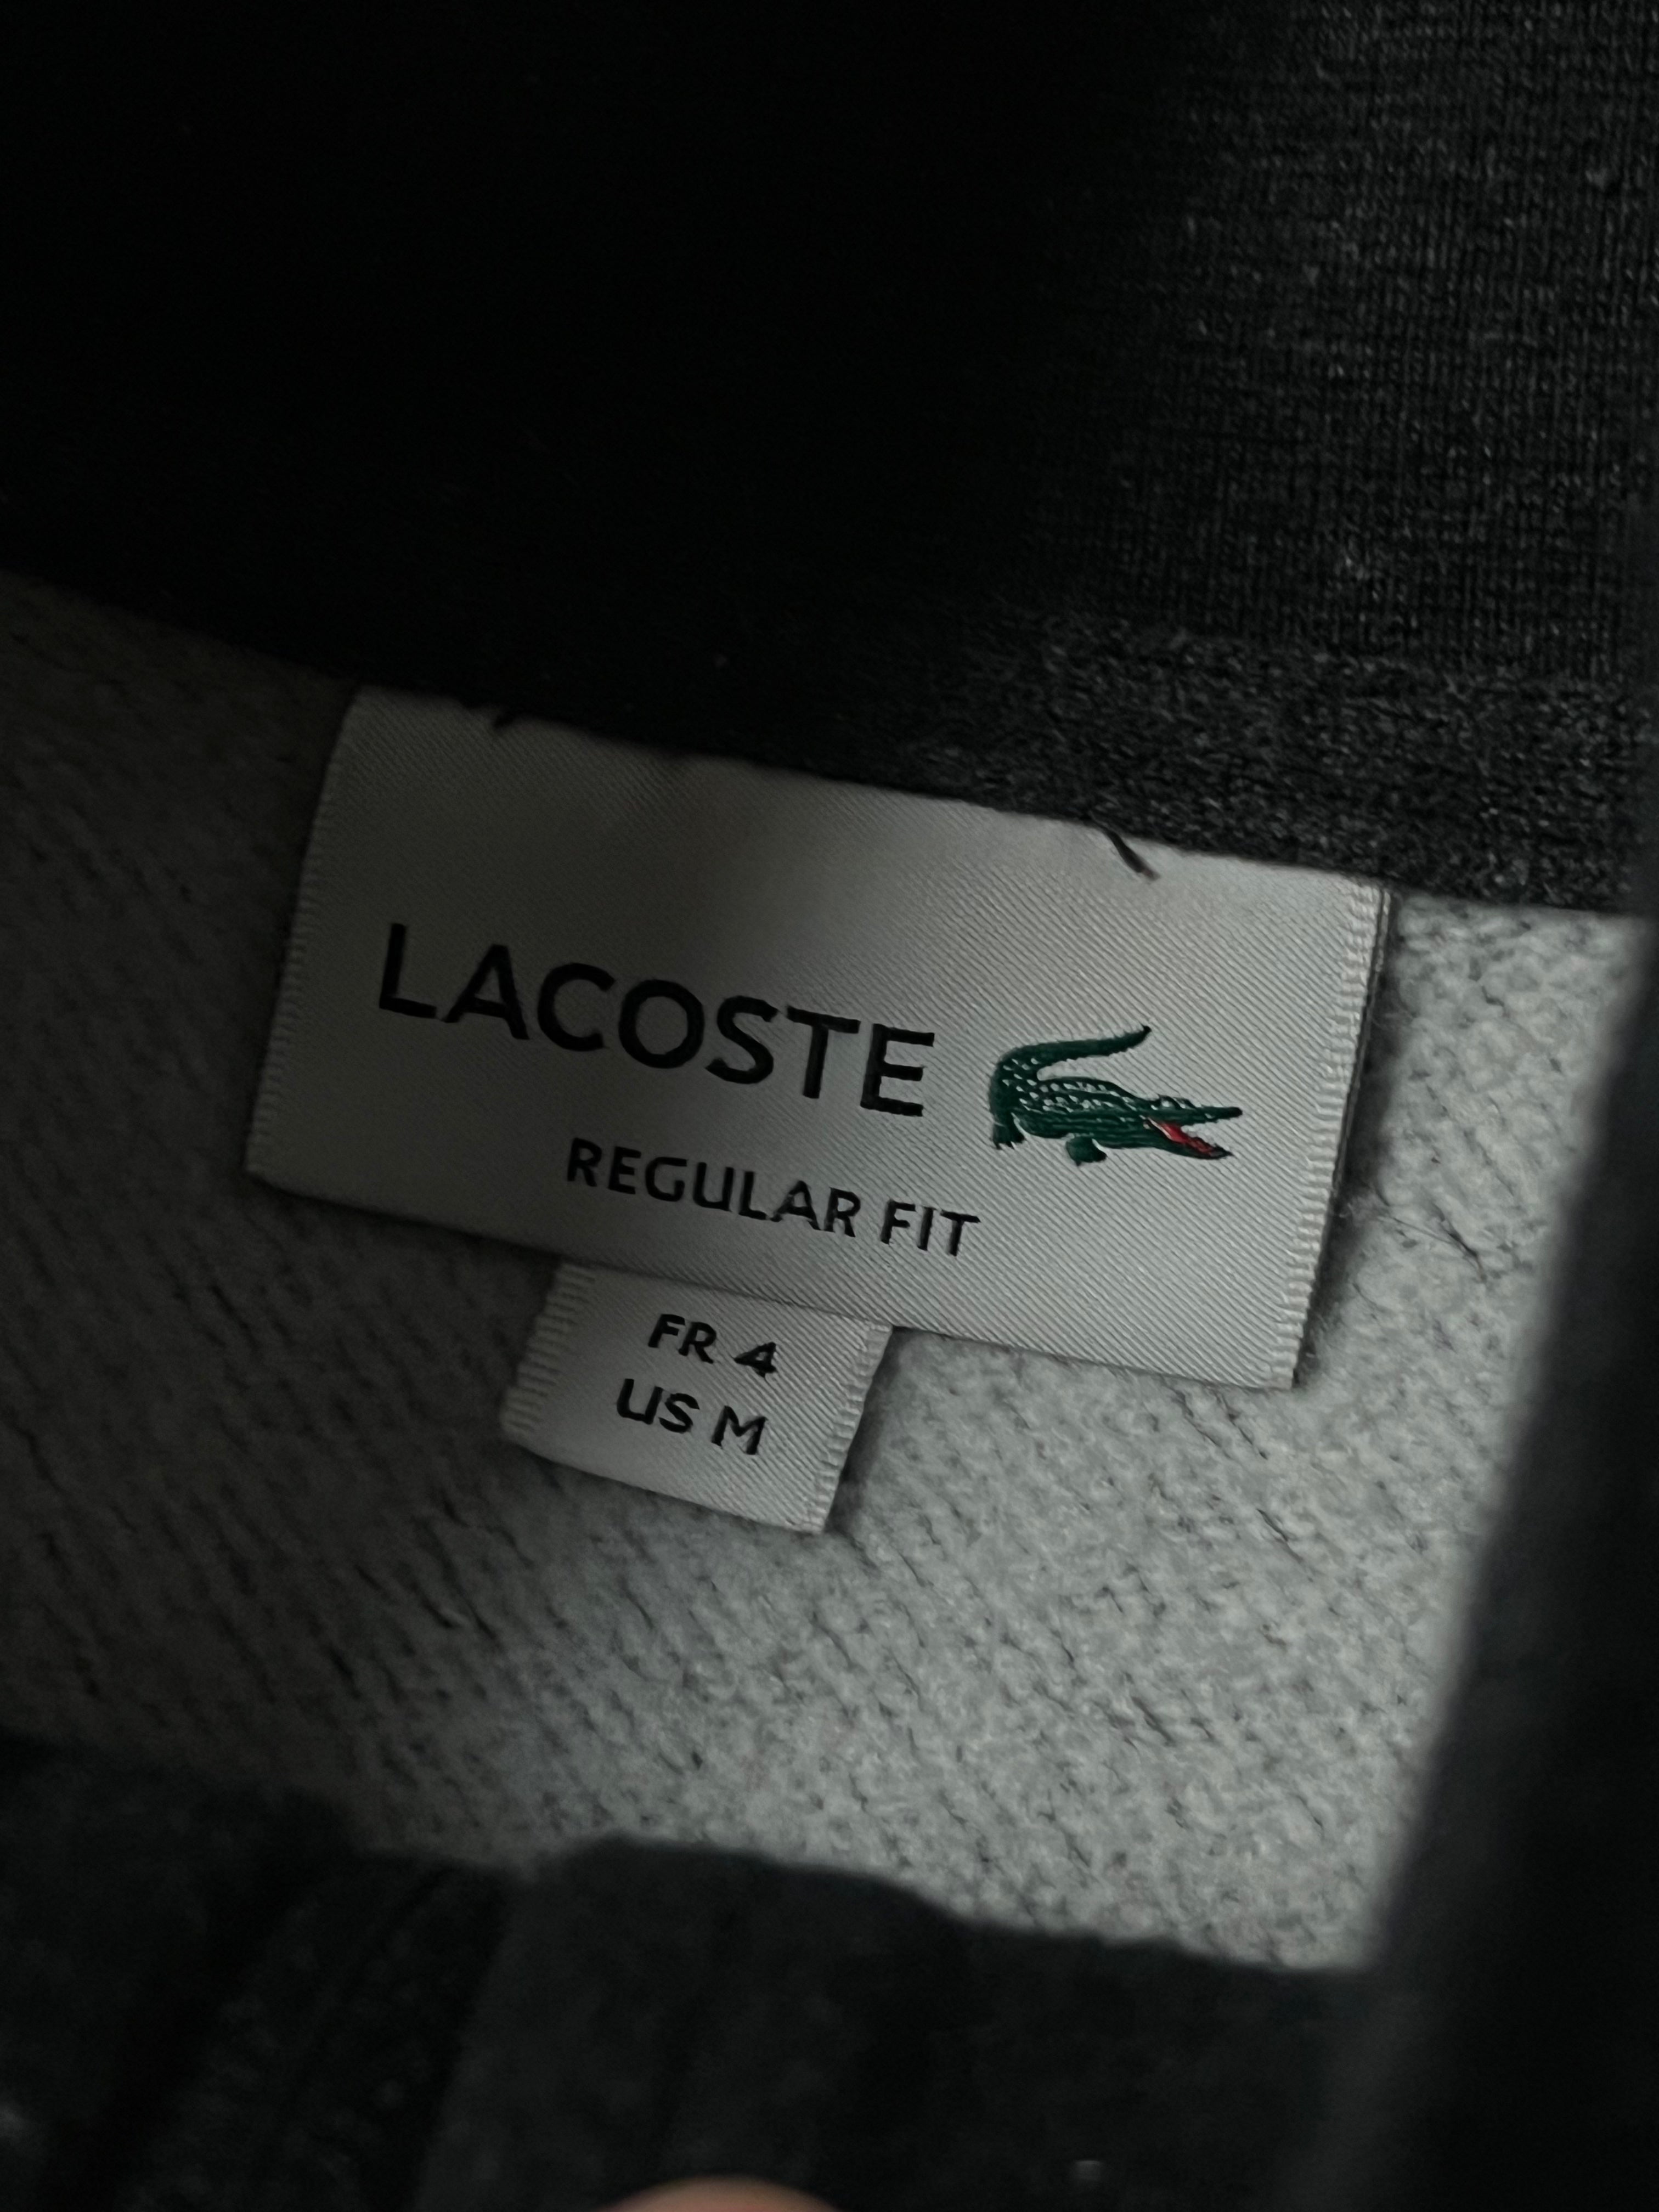 LACOSTE
REGULAR FIT
FR 4
US M